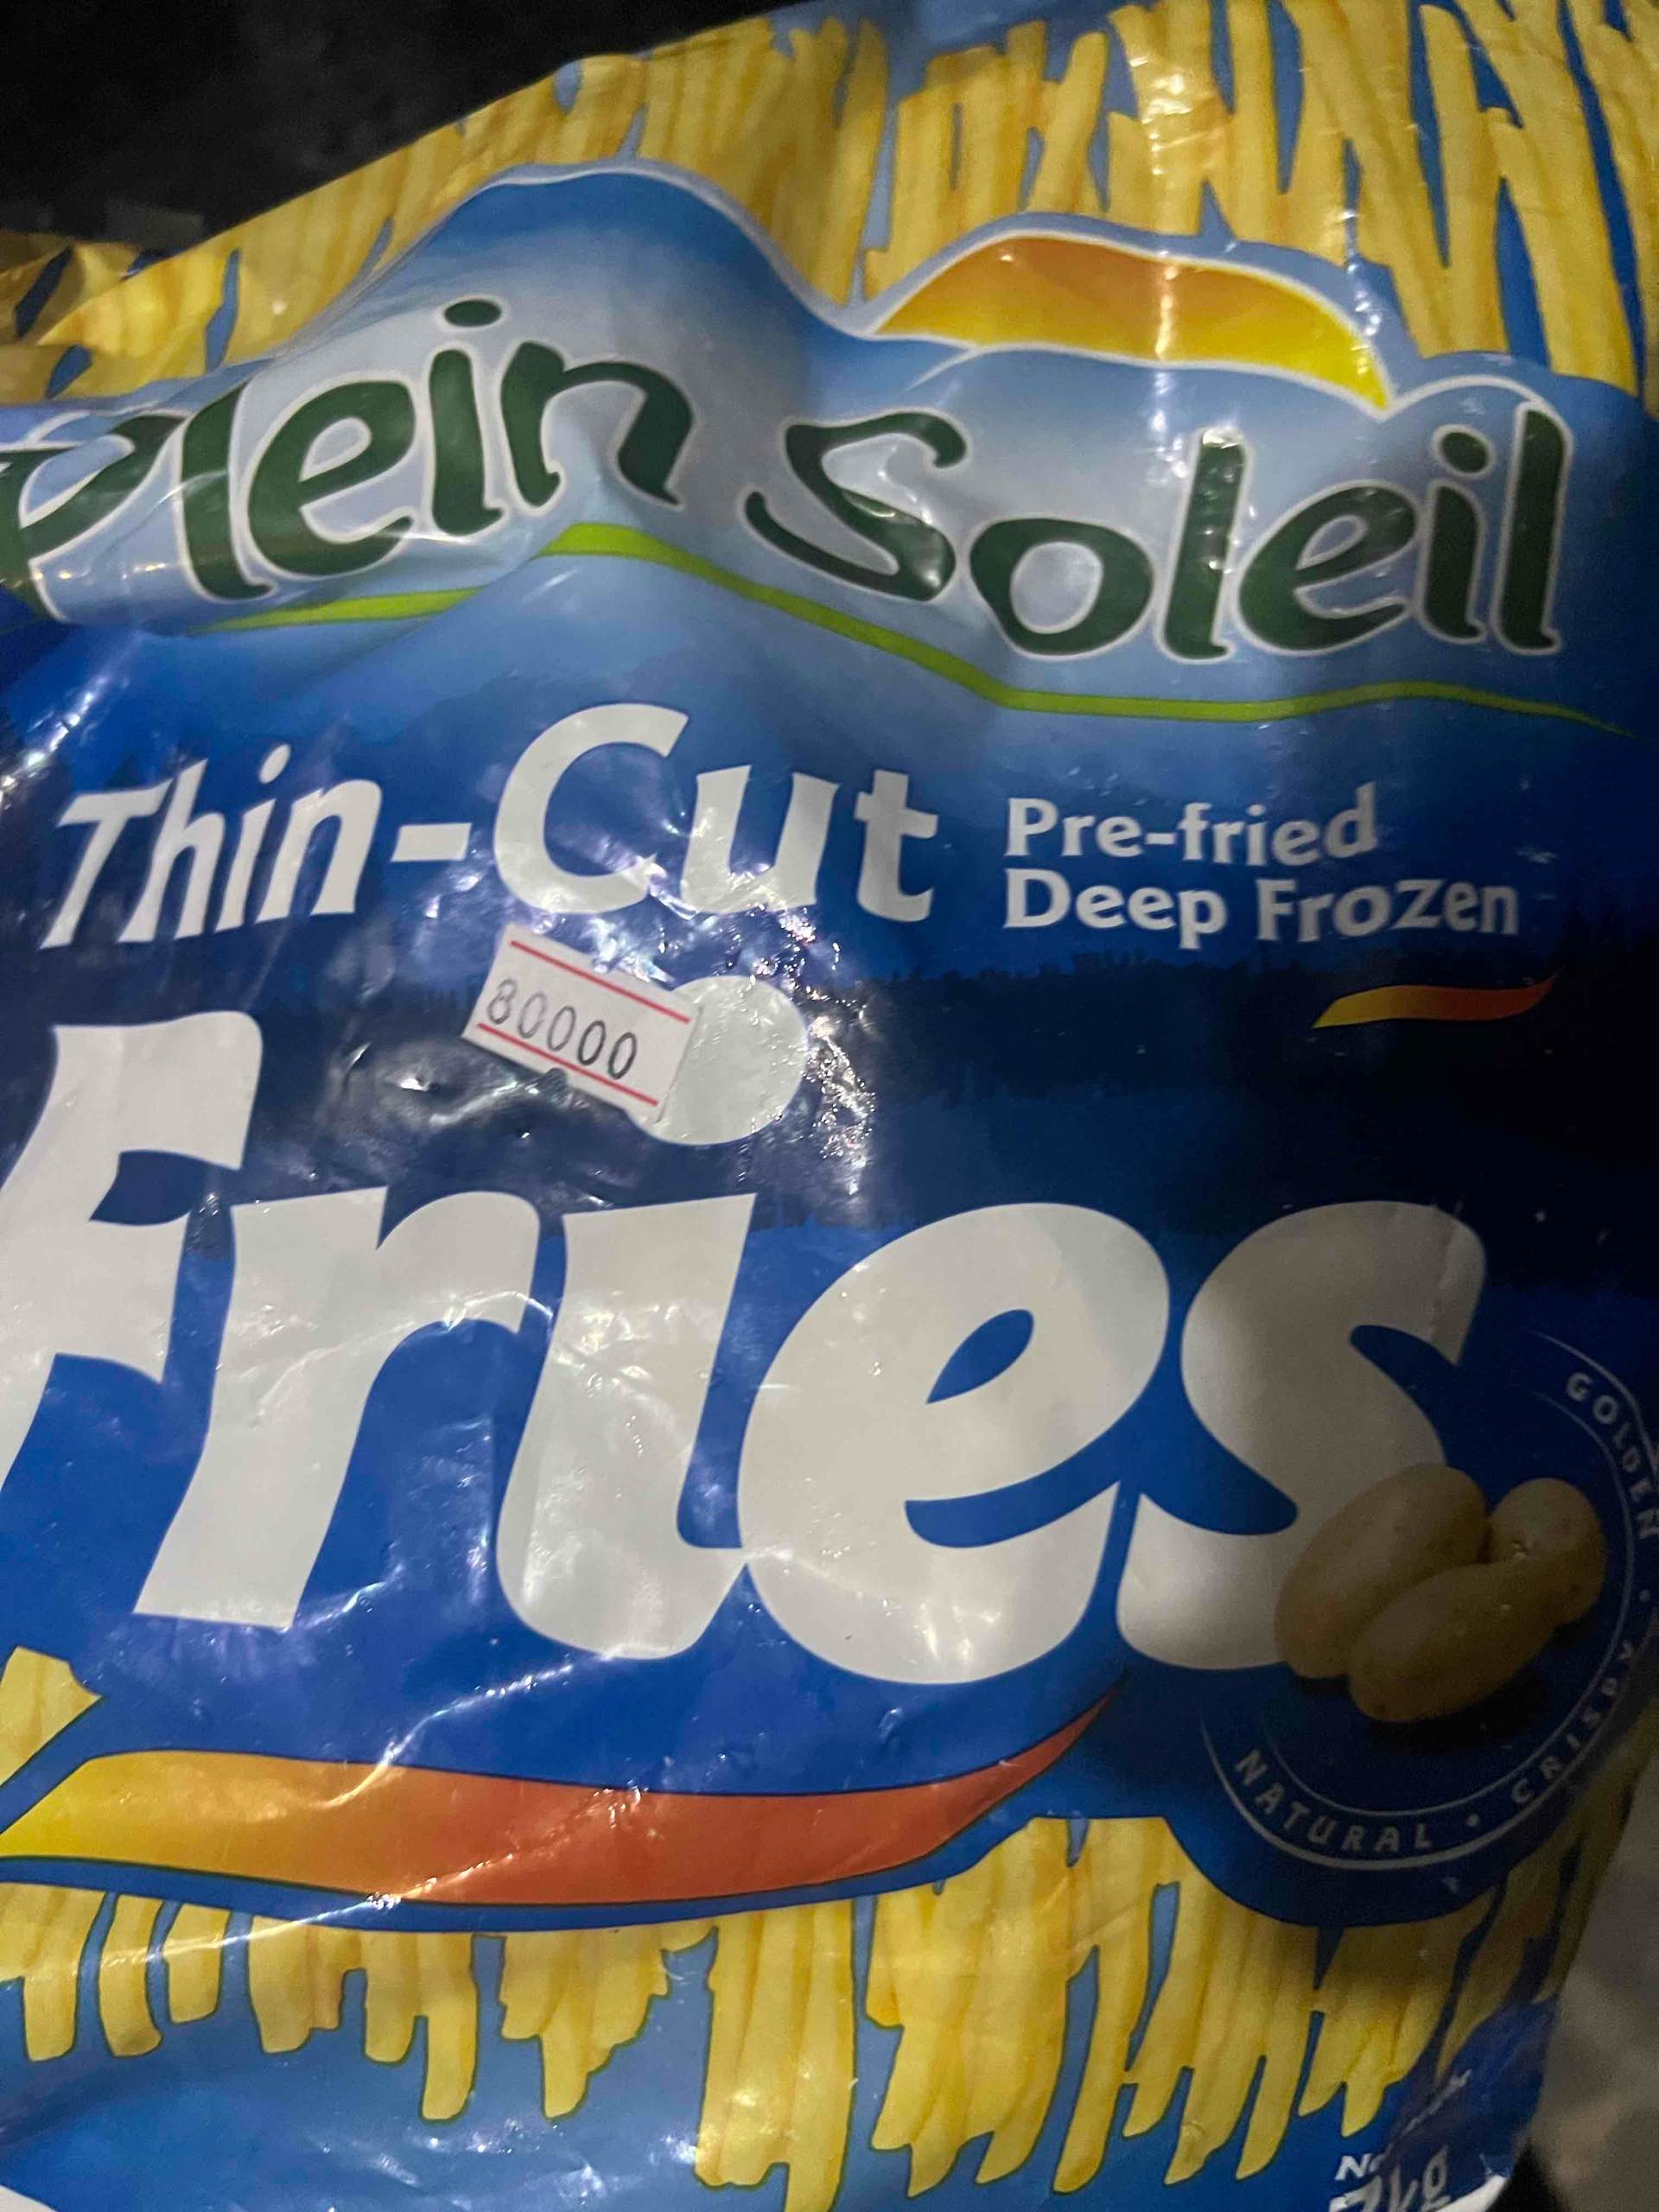 Plein Soleil
Thin-Cut
Pre-fried
Deep Frozen
80000
Fries
GOLDEN • CRISPY • NATURAL